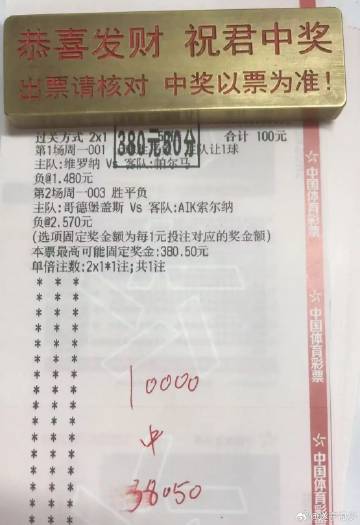 恭喜发财 祝君中奖
出票请核对 中奖以票为准!
过关方式 2x1
合计 100元
380元50分
第1场周一001
队让1球
主队:维罗纳 Vs 客队:帕尔马
负@1.480元
第2场周一003 胜平负
主队:哥德堡盖斯 Vs 客队:AIK索尔纳
负@2.570元
(选项固定奖金额为每1元投注对应的奖金额)
本票最高可能固定奖金:380.50元
单倍注数:2x1*1注;共1注
10000
中
38050
中国体育彩票
中国体育彩票
中国体育彩票